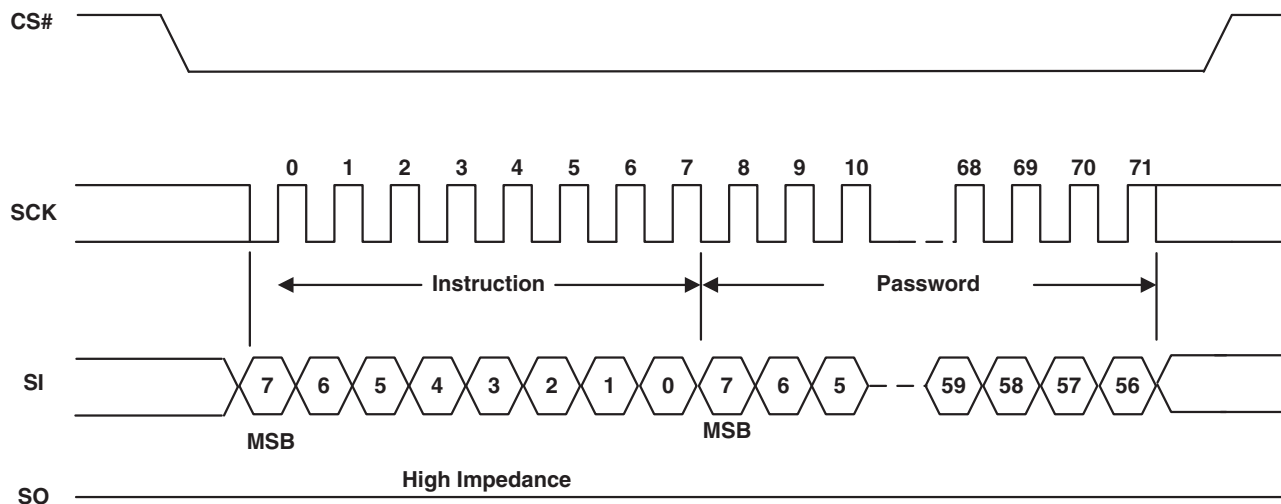 CS#
0 1 2 3 4 5 6 7 8 9 10 68 69 70 71
SCK
Instruction Password
SI 7 6 5 4 3 2 1 0 7 6 5 59 58 57 56
MSB MSB
High Impedance
SO